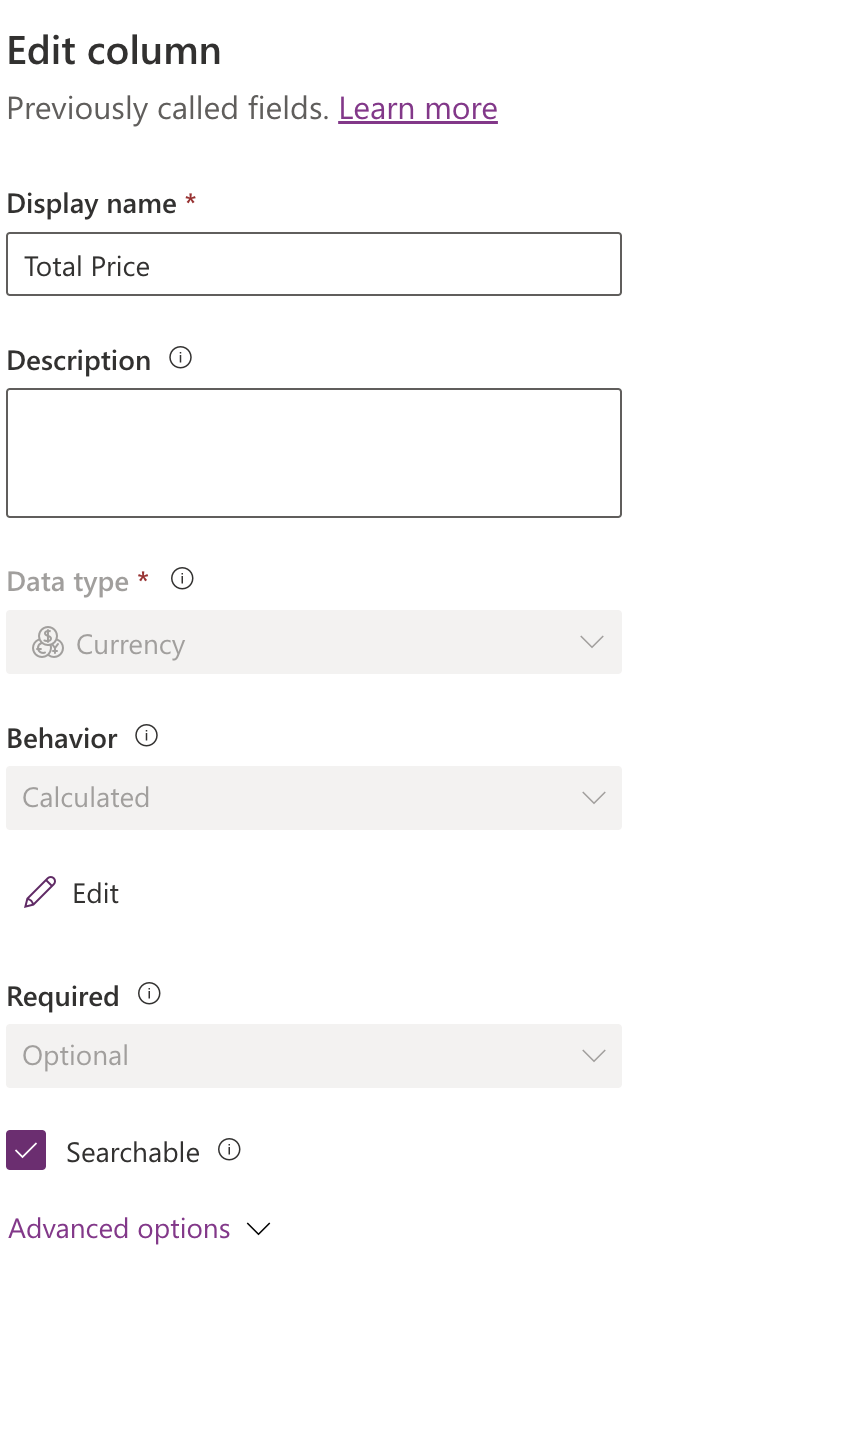 Edit column
Previously called fields. Learn more
Display name *
Total Price
Description
Data type *
Currency
Behavior
Calculated
Edit
Required
Optional
Searchable
Advanced options